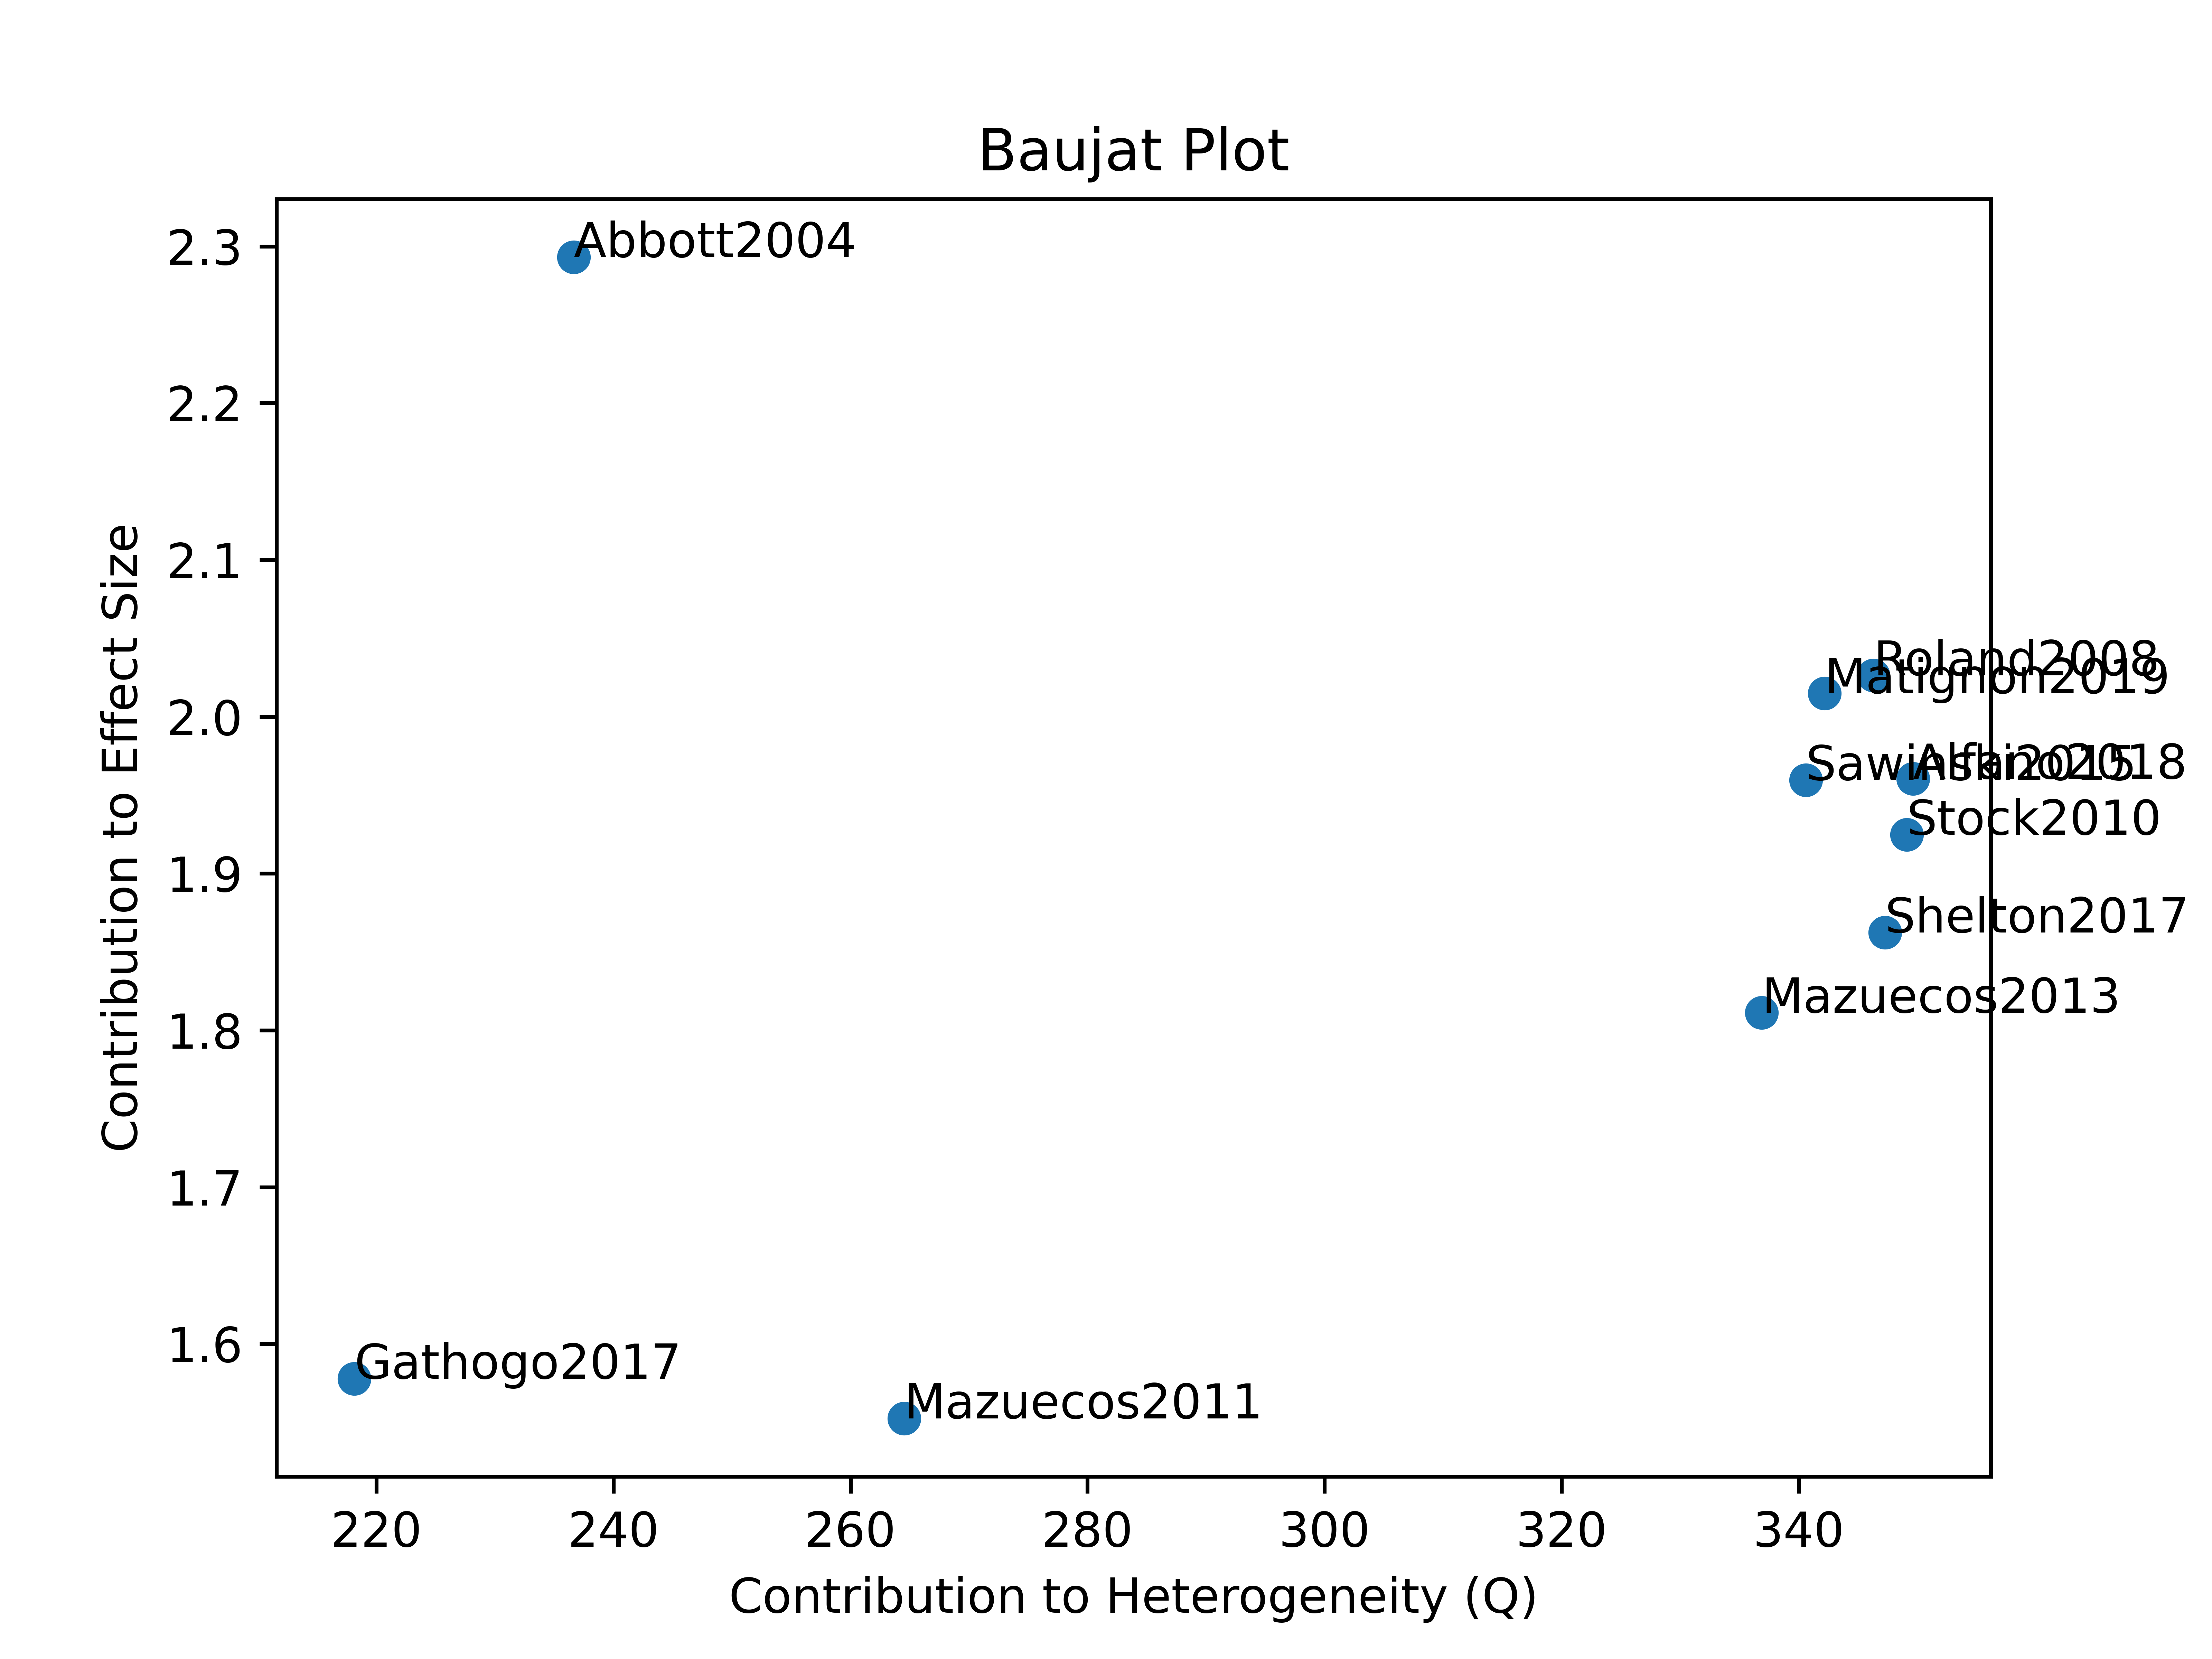 Baujat Plot
Contribution to Effect Size
2.3
2.2
2.1
2.0
1.9
1.8
1.7
1.6
Abbott2004
Roland2008
Matignon2019
Sawinski2015
Alfano2018
Stock2010
Shelton2017
Mazuecos2013
Gathogo2017
Mazuecos2011
220 240 260 280 300 320 340
Contribution to Heterogeneity (Q)